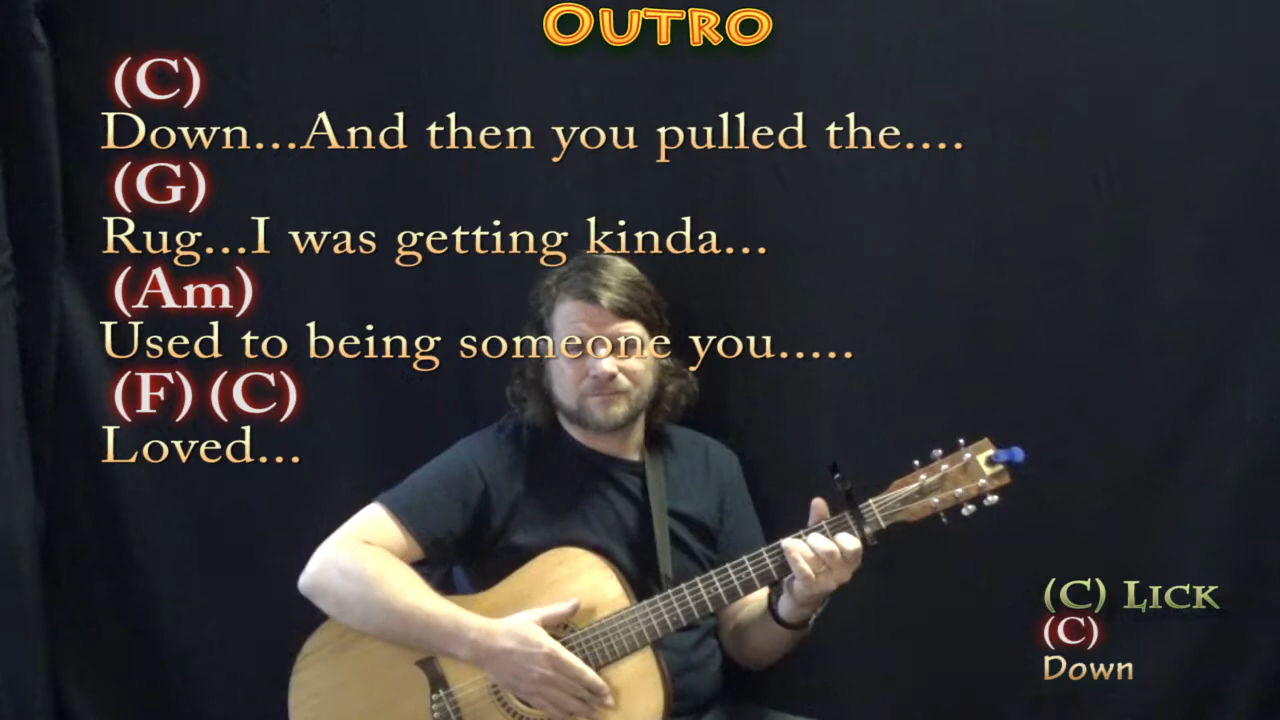 OUTRO
(C)
Down...And then you pulled the....
(G)
Rug...I was getting kinda...
(Am)
Used to being someone you.....
(F) (C)
Loved...
(C) LICK
(C)
Down